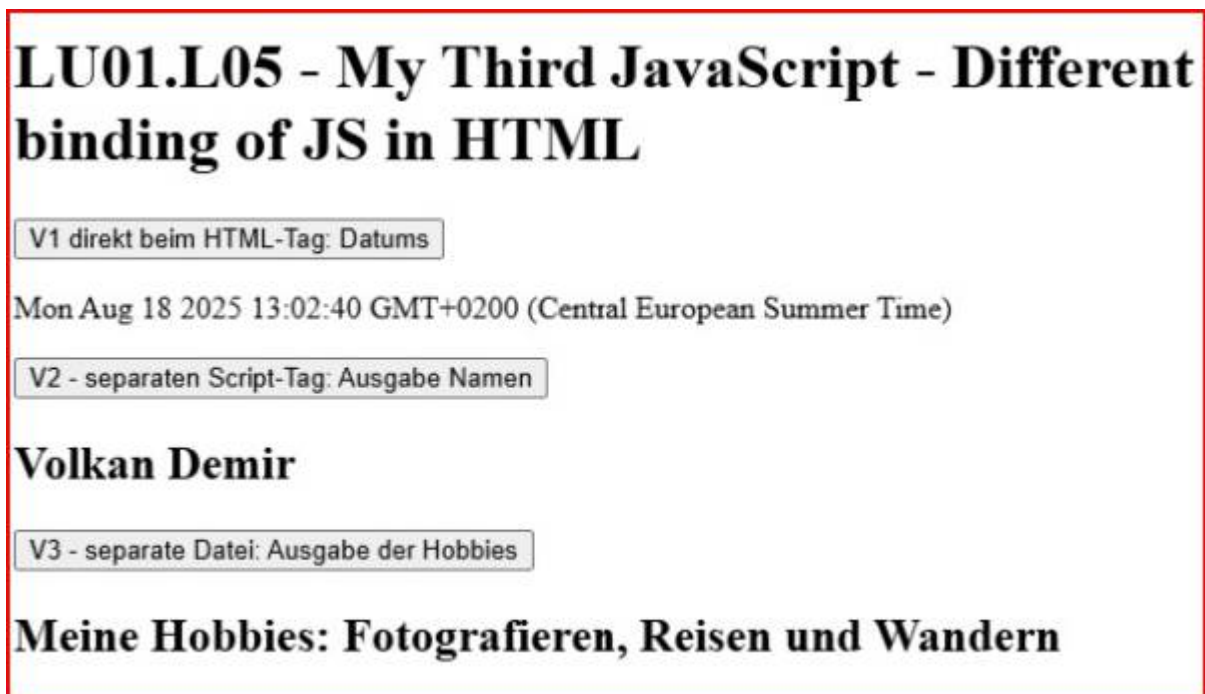 LU01.L05 - My Third JavaScript - Different
binding of JS in HTML
V1 direkt beim HTML-Tag: Datums
Mon Aug 18 2025 13:02:40 GMT+0200 (Central European Summer Time)
V2 - separaten Script-Tag: Ausgabe Namen
Volkan Demir
V3 - separate Datei: Ausgabe der Hobbies
Meine Hobbies: Fotografieren, Reisen und Wandern